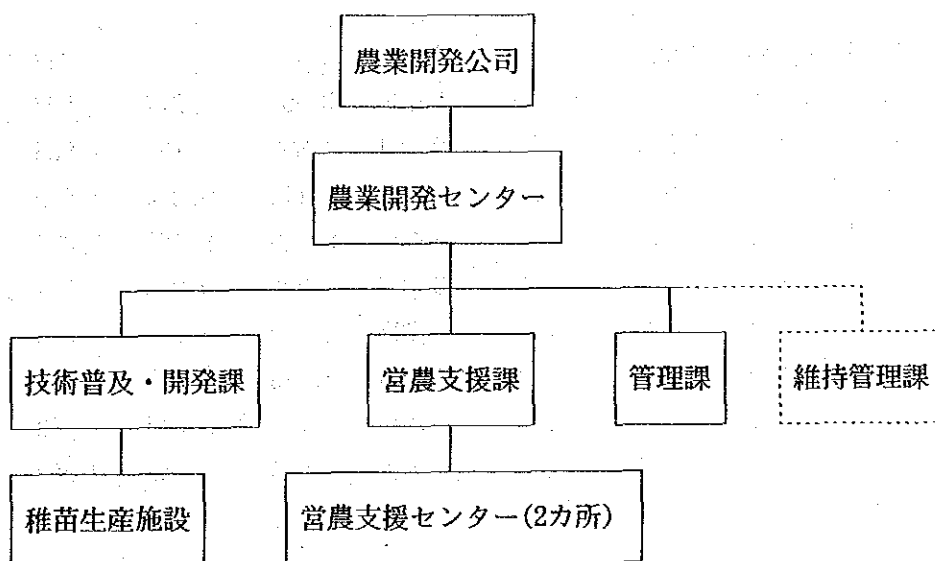 農業開発公司
農業開発センター
技術普及・開発課
営農支援課
管理課
維持管理課
稚苗生産施設
営農支援センター(2カ所)